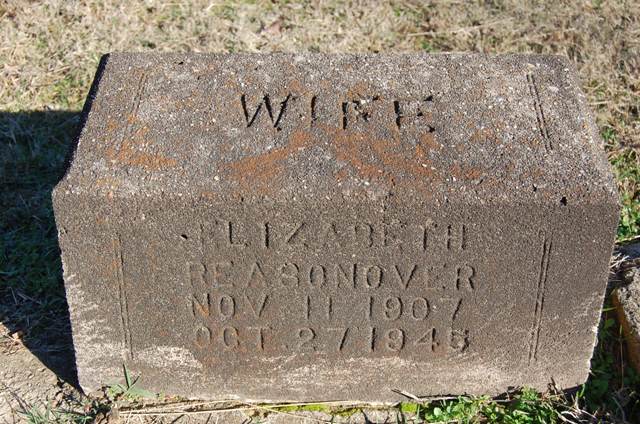 WIFE
ELIZABETH
REASONOVER
NOV 11 1907
OCT. 27 1945